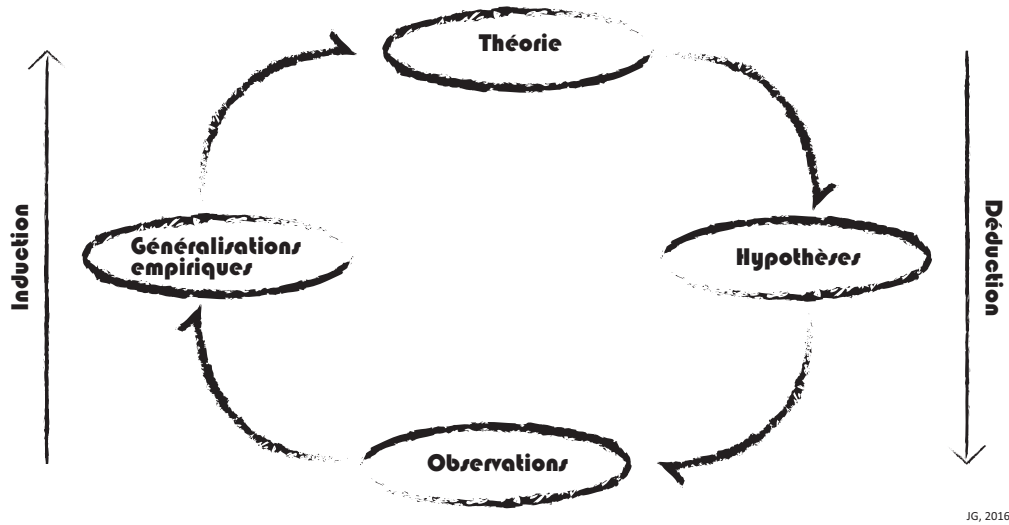 Théorie
Induction
Généralisations
empiriques
Hypothèses
Déduction
Observations
JG, 2016